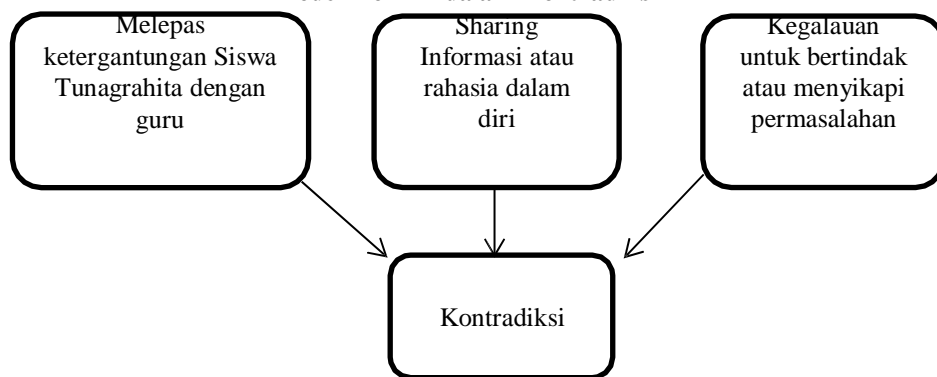 Melepas
ketergantungan Siswa
Tunagrahita dengan
guru
Sharing
Informasi atau
rahasia dalam
diri
Kegalauan
untuk bertindak
atau menyikapi
permasalahan
Kontradiksi